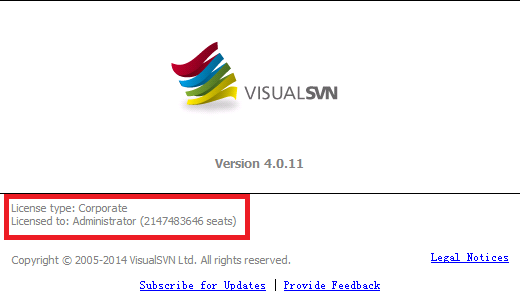 VISUALSVN
Version 4.0.11
License type: Corporate
Licensed to: Administrator (2147483646 seats)
Copyright © 2005-2014 VisualSVN Ltd. All rights reserved.
Legal Notices
Subscribe for Updates | Provide Feedback